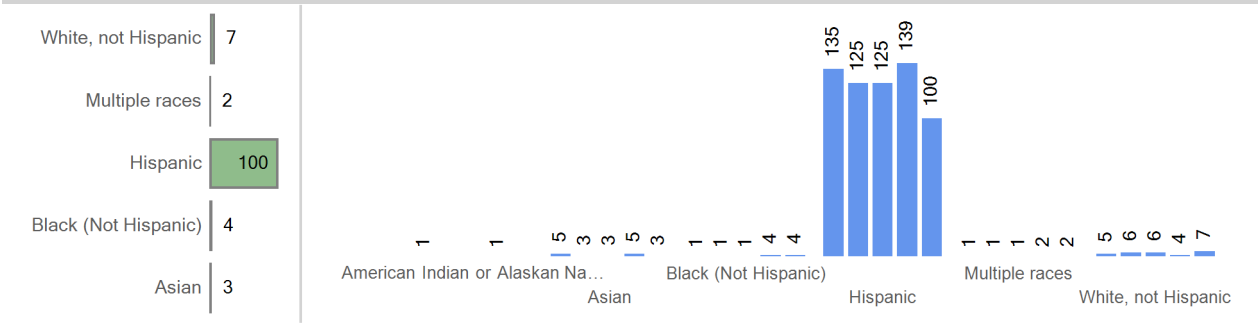 White, not Hispanic 7
Multiple races 2
Hispanic 100
Black (Not Hispanic) 4
Asian 3
135 125 125 139 100
1 1 5 3 3 5 3 1 1 1 4 4 1 1 1 2 2 5 6 6 4 7
American Indian or Alaskan Na… Black (Not Hispanic) Multiple races
Asian Hispanic White, not Hispanic